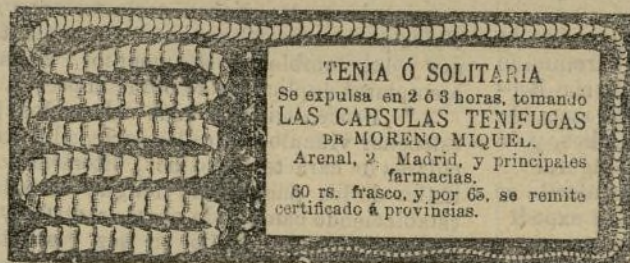 TENIA Ó SOLITARIA
Se expulsa en 2 ó 3 horas, tomando
LAS CAPSULAS TENIFUGAS
DE MORENO MIQUEL.
Arenal, 2, Madrid, y principales
farmacias.
60 rs. frasco, y por 65, se remite
certificado á provincias.